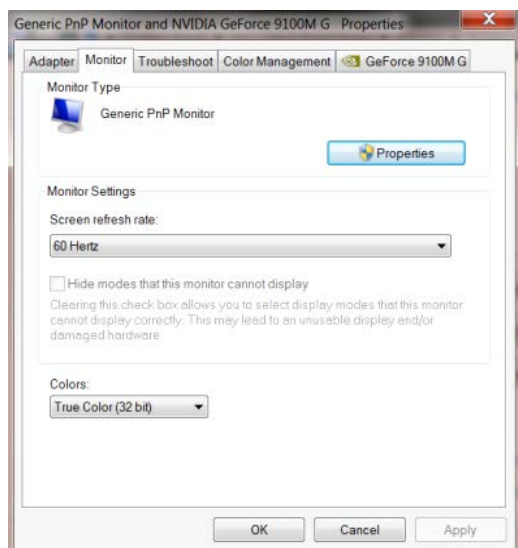 Generic PnP Monitor and NVIDIA GeForce 9100M G Properties
Adapter Monitor Troubleshoot Color Management GeForce 9100M G
Monitor Type
Generic PnP Monitor
Properties
Monitor Settings
Screen refresh rate:
60 Hertz
Hide modes that this monitor cannot display
Clearing this check box allows you to select display modes that this monitor
cannot display correctly. This may lead to an unusable display and/or
damaged hardware.
Colors:
True Color (32 bit)
OK Cancel Apply